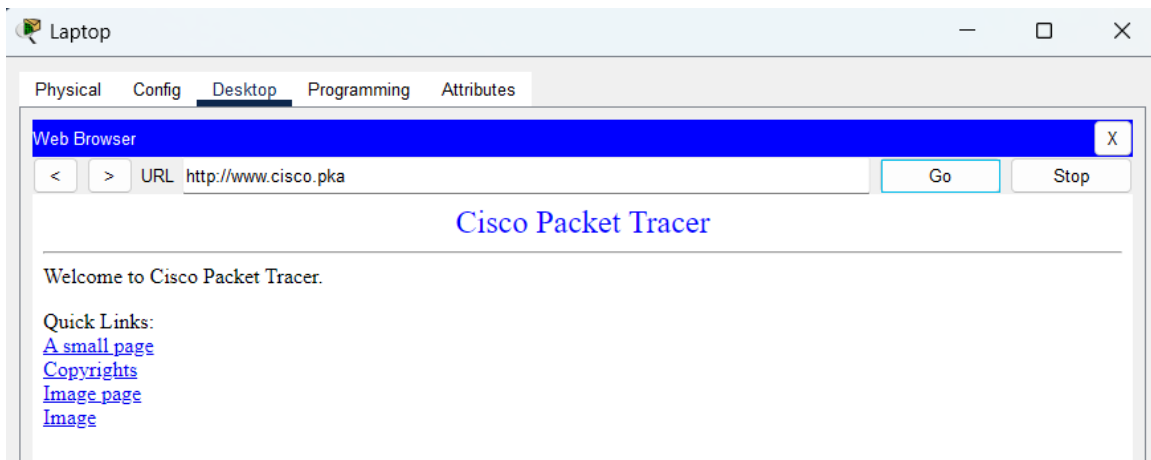 Laptop
Physical Config Desktop Programming Attributes
Web Browser X
< > URL http://www.cisco.pka Go Stop
Cisco Packet Tracer
Welcome to Cisco Packet Tracer.
Quick Links:
A small page
Copyrights
Image page
Image